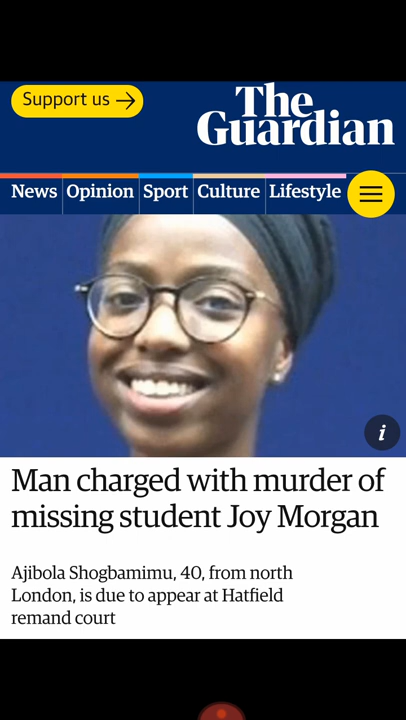 Support us →
The
Guardian
News Opinion Sport Culture Lifestyle
i
Man charged with murder of
missing student Joy Morgan
Ajibola Shogbamimu, 40, from north
London, is due to appear at Hatfield
remand court